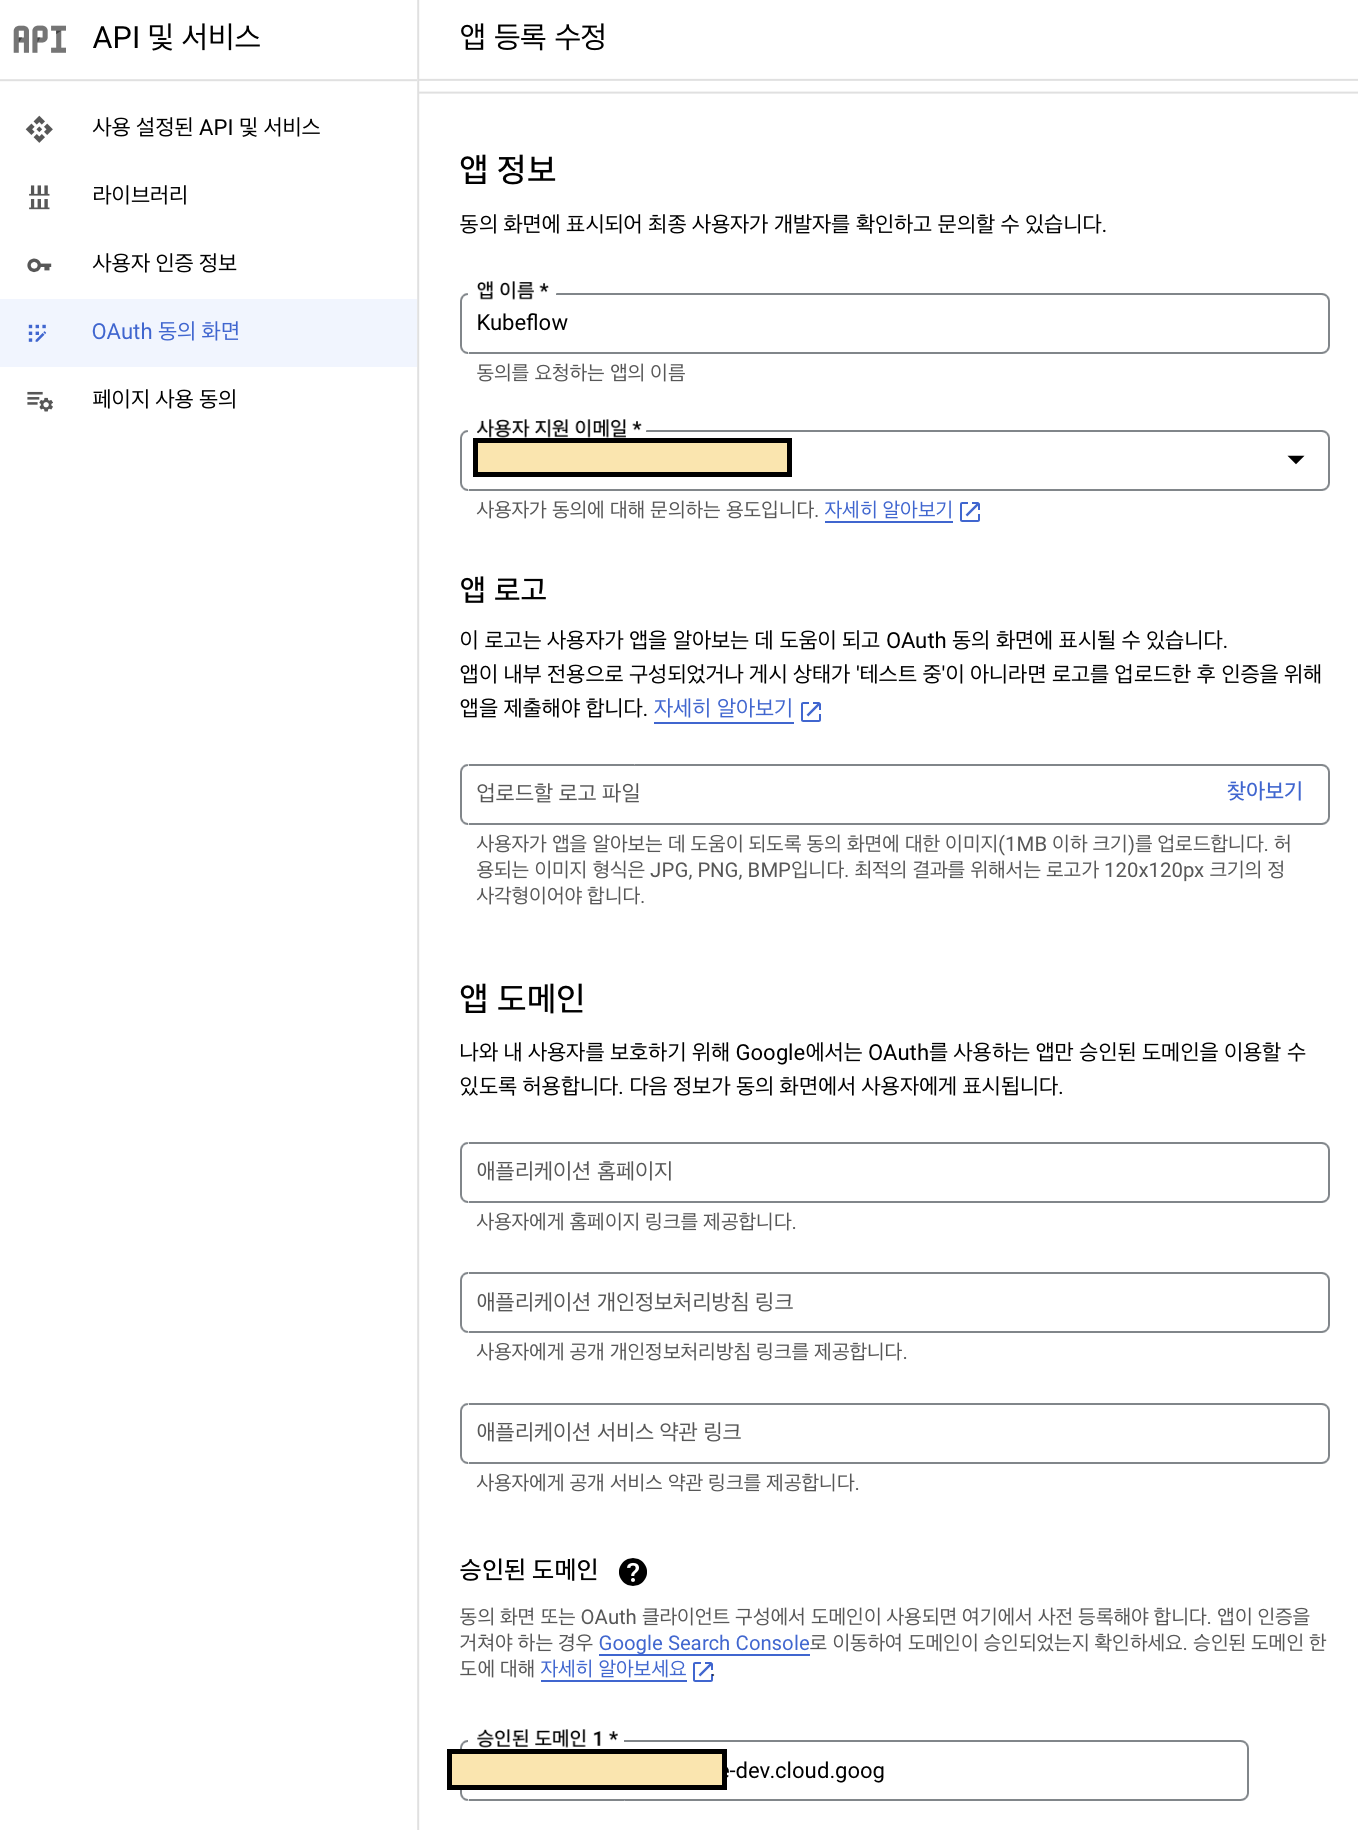 API API 및 서비스
앱 등록 수정
사용 설정된 API 및 서비스
라이브러리
사용자 인증 정보
OAuth 동의 화면
페이지 사용 동의
앱 정보
동의 화면에 표시되어 최종 사용자가 개발자를 확인하고 문의할 수 있습니다.
앱 이름 *
Kubeflow
동의를 요청하는 앱의 이름
사용자 지원 이메일 *
사용자가 동의에 대해 문의하는 용도입니다. 자세히 알아보기
앱 로고
이 로고는 사용자가 앱을 알아보는 데 도움이 되고 OAuth 동의 화면에 표시될 수 있습니다.
앱이 내부 전용으로 구성되었거나 게시 상태가 '테스트 중'이 아니라면 로고를 업로드한 후 인증을 위해
앱을 제출해야 합니다. 자세히 알아보기
업로드할 로고 파일 찾아보기
사용자가 앱을 알아보는 데 도움이 되도록 동의 화면에 대한 이미지(1MB 이하 크기)를 업로드합니다. 허
용되는 이미지 형식은 JPG, PNG, BMP입니다. 최적의 결과를 위해서는 로고가 120x120px 크기의 정
사각형이어야 합니다.
앱 도메인
나와 내 사용자를 보호하기 위해 Google에서는 OAuth를 사용하는 앱만 승인된 도메인을 이용할 수
있도록 허용합니다. 다음 정보가 동의 화면에서 사용자에게 표시됩니다.
애플리케이션 홈페이지
사용자에게 홈페이지 링크를 제공합니다.
애플리케이션 개인정보처리방침 링크
사용자에게 공개 개인정보처리방침 링크를 제공합니다.
애플리케이션 서비스 약관 링크
사용자에게 공개 서비스 약관 링크를 제공합니다.
승인된 도메인 ?
동의 화면 또는 OAuth 클라이언트 구성에서 도메인이 사용되면 여기에서 사전 등록해야 합니다. 앱이 인증을
거쳐야 하는 경우 Google Search Console로 이동하여 도메인이 승인되었는지 확인하세요. 승인된 도메인 한
도에 대해 자세히 알아보세요
승인된 도메인 1 *
-dev.cloud.goog